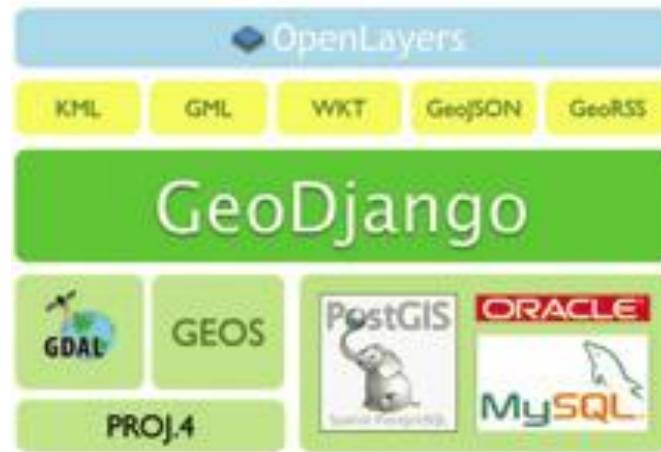 OpenLayers
KML GML WKT GeoJSON GeoRSS
GeoDjango
GDAL
GEOS
PROJ.4
PostGIS
ORACLE
MySQL